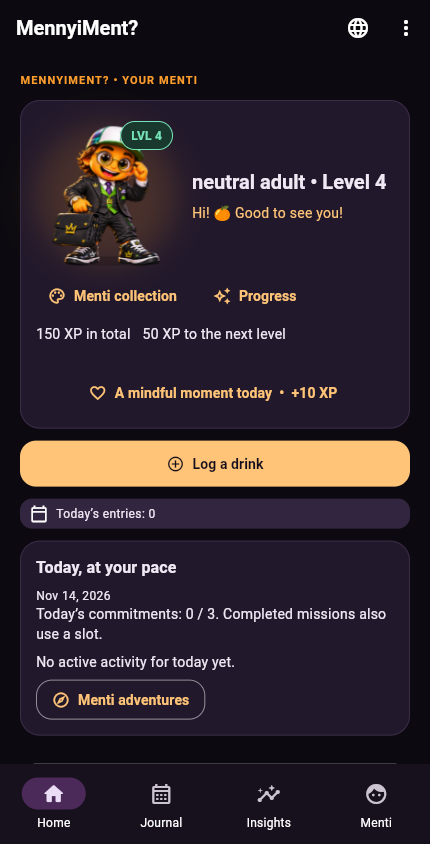 MennyiMent?
MENNYIMENT? • YOUR MENTI
LVL 4
neutral adult • Level 4
Hi! 🍊 Good to see you!
Menti collection
Progress
150 XP in total 50 XP to the next level
A mindful moment today • +10 XP
Log a drink
Today's entries: 0
Today, at your pace
Nov 14, 2026
Today's commitments: 0 / 3. Completed missions also
use a slot.
No active activity for today yet.
Menti adventures
Home
Journal
Insights
Menti